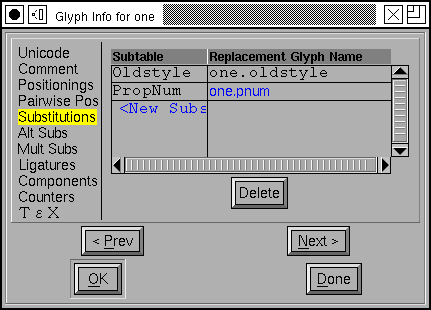 Glyph Info for one
Unicode
Comment
Positionings
Pairwise Pos
Substitutions
Alt Subs
Mult Subs
Ligatures
Components
Counters
Τ ε Χ
Subtable Replacement Glyph Name
Oldstyle one.oldstyle
PropNum one.pnum
<New Subs
Delete
< Prev Next >
OK Done